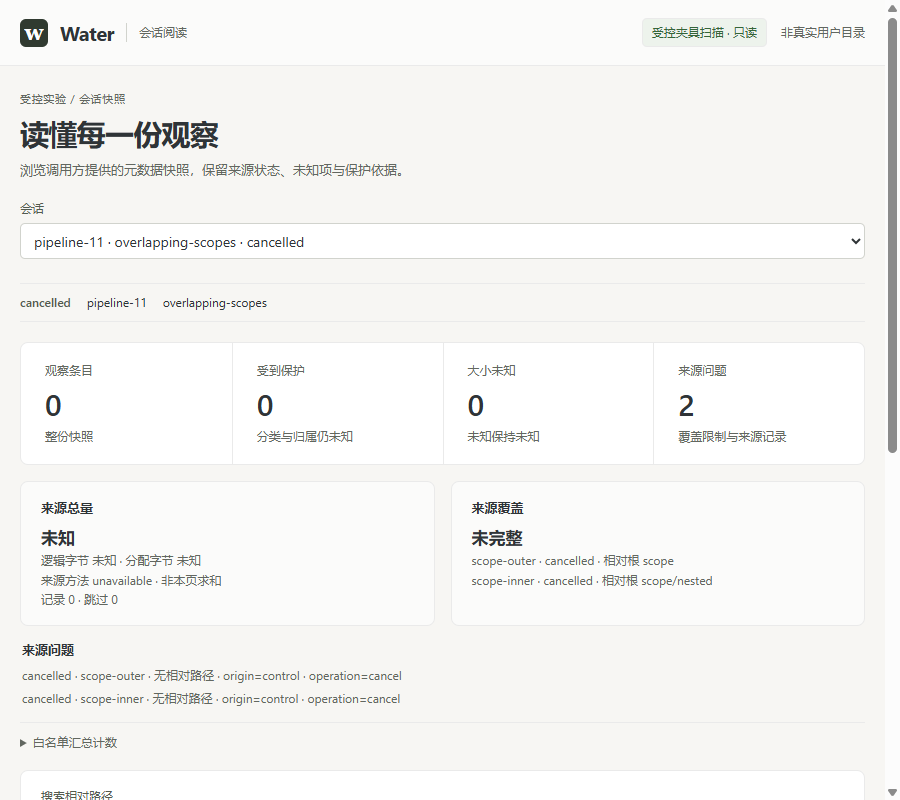 W Water 会话阅读 受控夹具扫描 · 只读 非真实用户目录
受控实验 / 会话快照
读懂每一份观察
浏览调用方提供的元数据快照，保留来源状态、未知项与保护依据。
会话
pipeline-11 · overlapping-scopes · cancelled
cancelled pipeline-11 overlapping-scopes
观察条目
0
整份快照
受到保护
0
分类与归属仍未知
大小未知
0
未知保持未知
来源问题
2
覆盖限制与来源记录
来源总量
未知
逻辑字节 未知 · 分配字节 未知
来源方法 unavailable · 非本页求和
记录 0 · 跳过 0
来源覆盖
未完整
scope-outer · cancelled · 相对根 scope
scope-inner · cancelled · 相对根 scope/nested
来源问题
cancelled · scope-outer · 无相对路径 · origin=control · operation=cancel
cancelled · scope-inner · 无相对路径 · origin=control · operation=cancel
白名单汇总计数
搜索相对路径